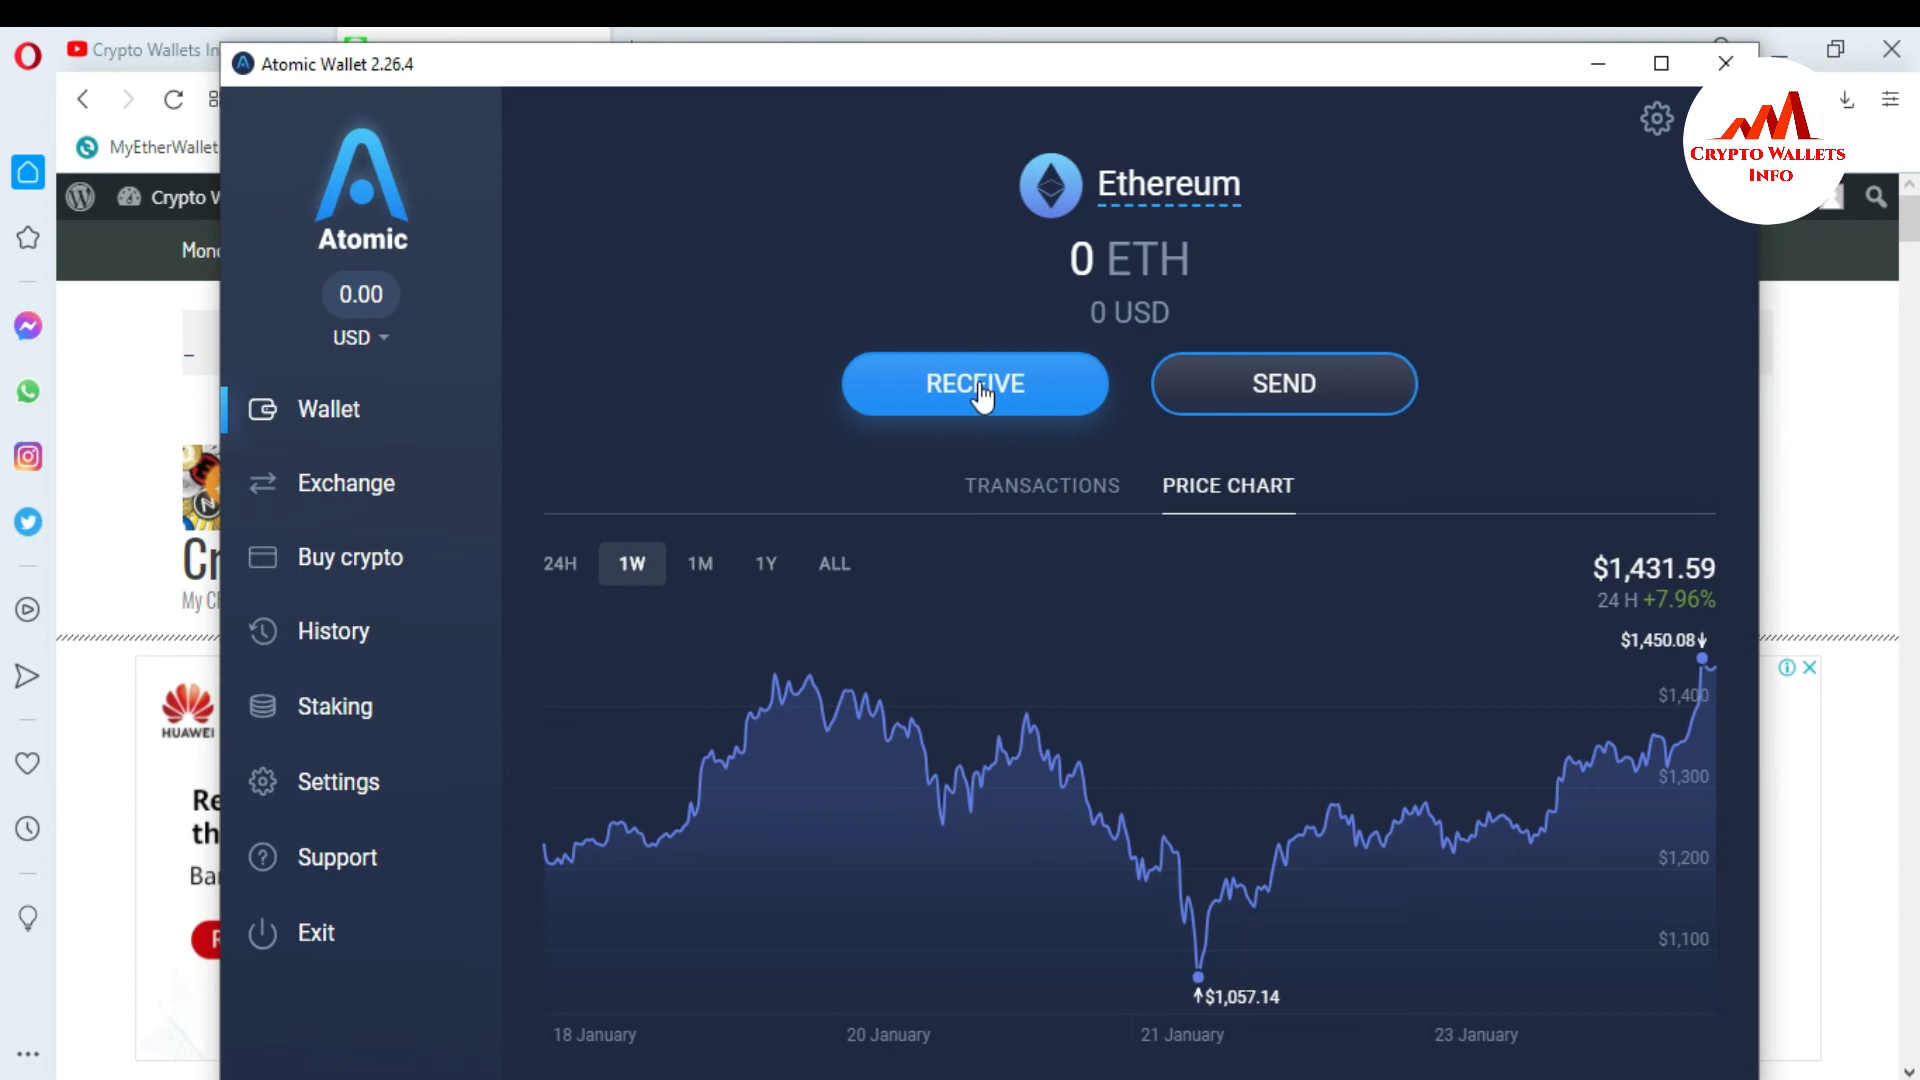 Crypto Wallets In
Atomic Wallet 2.26.4
MyEtherWallet
CRYPTO WALLETS
INFO
Crypto W
Atomic
0.00
USD
Wallet
Exchange
Buy crypto
History
Staking
Settings
Support
Exit
Ethereum
0 ETH
0 USD
RECEIVE
SEND
TRANSACTIONS
PRICE CHART
24H
1W
1M
1Y
ALL
$1,431.59
24 H +7.96%
$1,450.08
$1,400
$1,300
$1,200
$1,100
$1,057.14
18 January
20 January
21 January
23 January
HUAWEI
Re
th
Ba